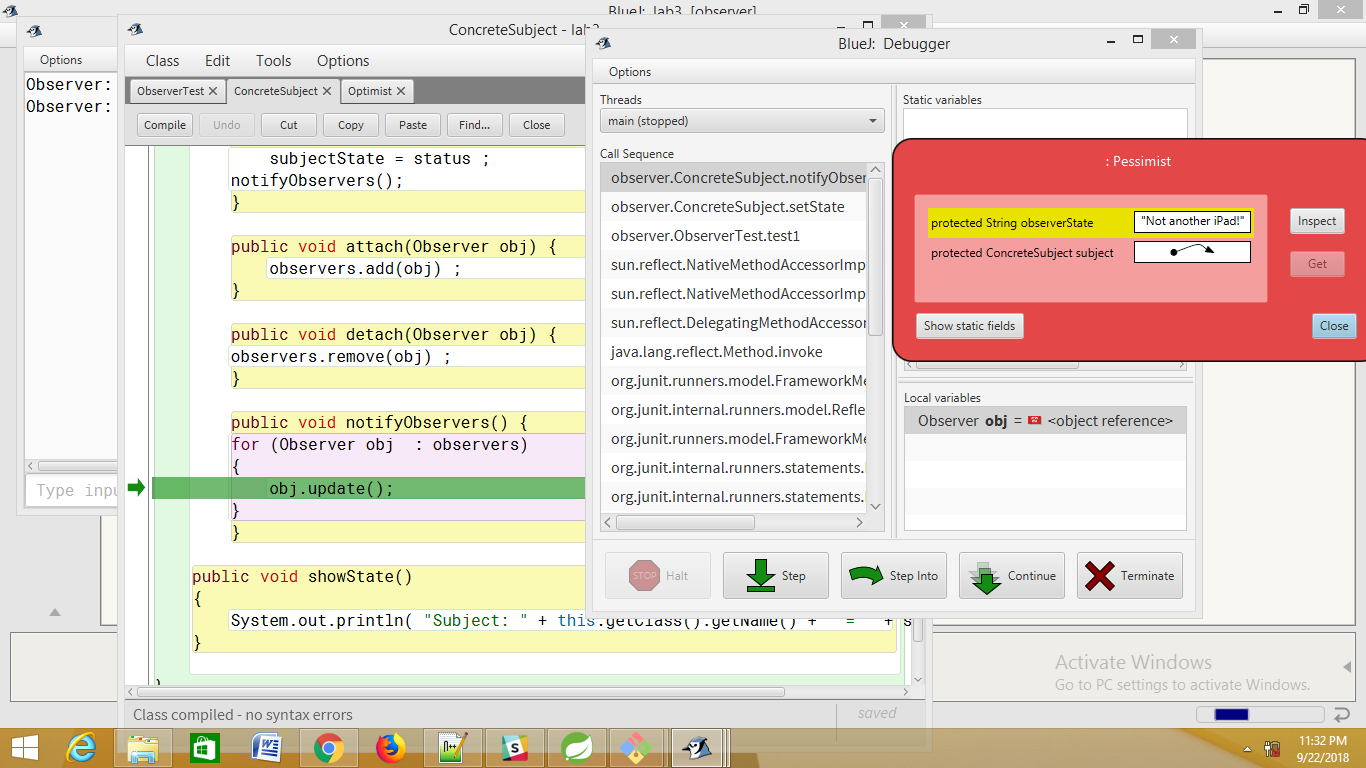 BlueJ: lab3 [observer]
Options
Observer:
Observer:
Type inpu
ConcreteSubject - lab3
Class Edit Tools Options
ObserverTest ConcreteSubject Optimist
Compile Undo Cut Copy Paste Find... Close
subjectState = status ;
notifyObservers();
}
public void attach(Observer obj) {
observers.add(obj) ;
}
public void detach(Observer obj) {
observers.remove(obj) ;
}
public void notifyObservers() {
for (Observer obj : observers)
{
obj.update();
}
}
public void showState()
{
System.out.println( "Subject: " + this.getClass().getName() + " = " + s
}
}
Class compiled - no syntax errors
saved
BlueJ: Debugger
Options
Threads
main (stopped)
Call Sequence
observer.ConcreteSubject.notifyObser
observer.ConcreteSubject.setState
observer.ObserverTest.test1
sun.reflect.NativeMethodAccessorImp
sun.reflect.NativeMethodAccessorImp
sun.reflect.DelegatingMethodAccessor
java.lang.reflect.Method.invoke
org.junit.runners.model.FrameworkMe
org.junit.internal.runners.model.Refle
org.junit.runners.model.FrameworkMe
org.junit.internal.runners.statements.
org.junit.internal.runners.statements.
Static variables
: Pessimist
protected String observerState "Not another iPad!"
protected ConcreteSubject subject
Inspect
Get
Show static fields
Close
Local variables
Observer obj = <object reference>
STOP Halt
Step
Step Into
Continue
Terminate
Activate Windows
Go to PC settings to activate Windows.
11:32 PM
9/22/2018